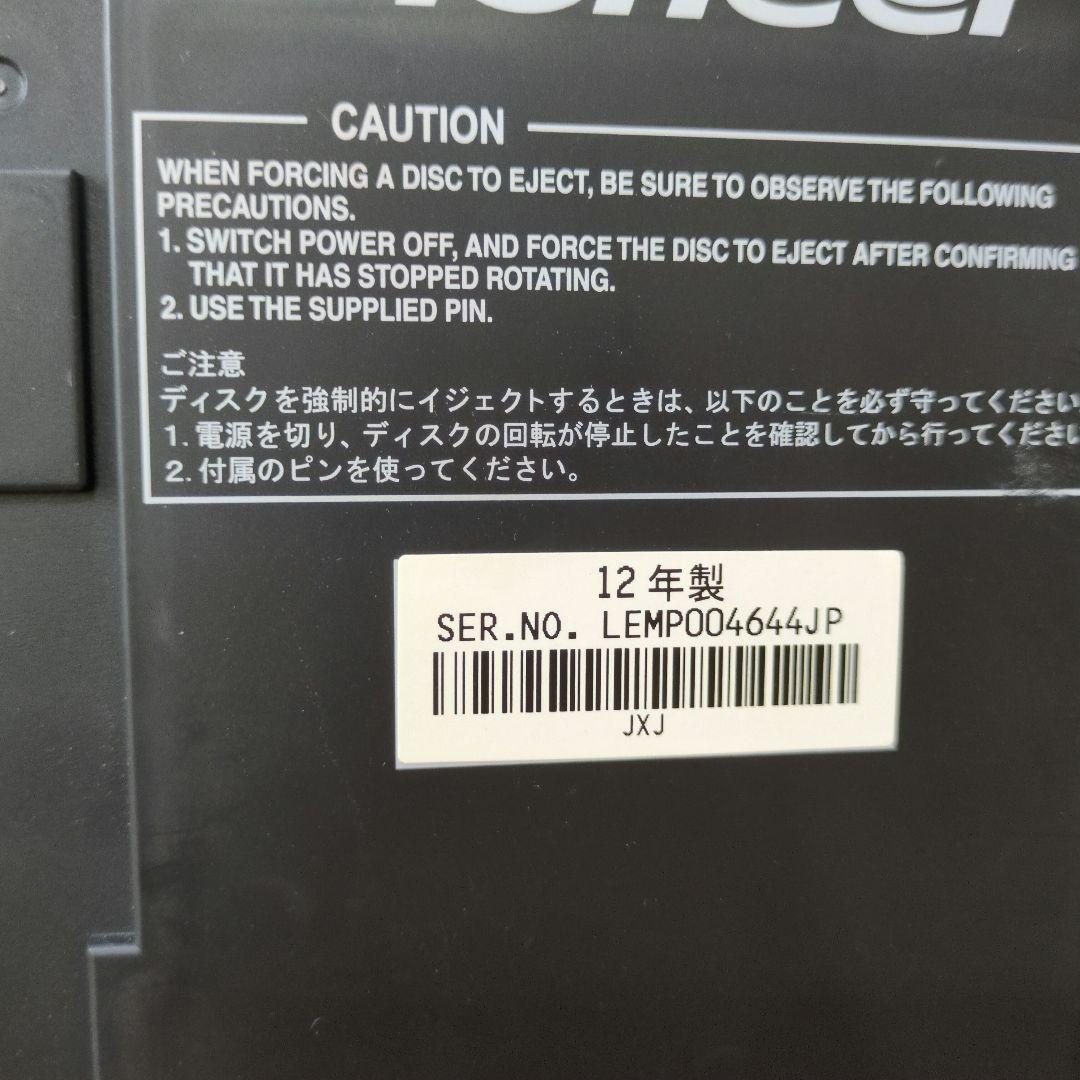 CAUTION
WHEN FORCING A DISC TO EJECT, BE SURE TO OBSERVE THE FOLLOWING
PRECAUTIONS.
1. SWITCH POWER OFF, AND FORCE THE DISC TO EJECT AFTER CONFIRMING
THAT IT HAS STOPPED ROTATING.
2. USE THE SUPPLIED PIN.
ご注意
ディスクを強制的にイジェクトするときは、以下のことを必ず守ってください
1. 電源を切り、ディスクの回転が停止したことを確認してから行ってくださ
2. 付属のピンを使ってください。
12年製
SER.NO. LEMP004644JP
JXJ